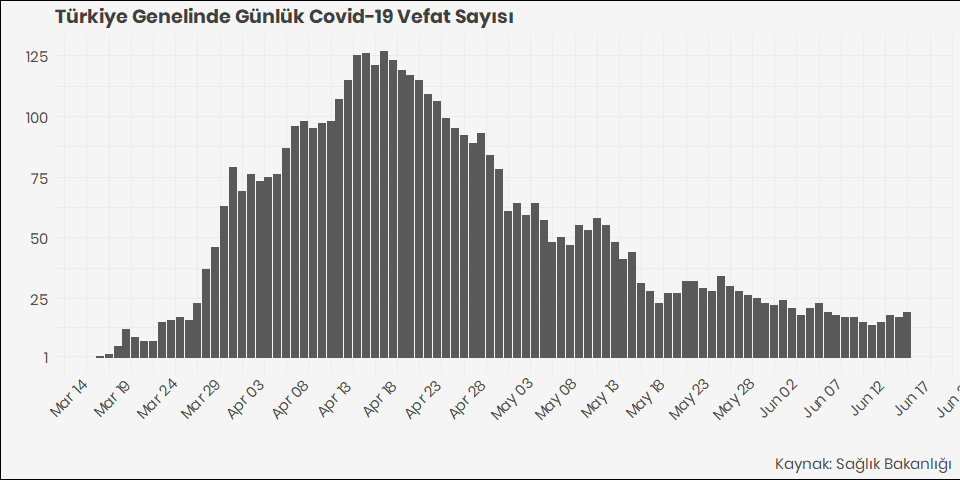 Türkiye Genelinde Günlük Covid-19 Vefat Sayısı
125
100
75
50
25
1
Mar 14
Mar 19
Mar 24
Mar 29
Apr 03
Apr 08
Apr 13
Apr 18
Apr 23
Apr 28
May 03
May 08
May 13
May 18
May 23
May 28
Jun 02
Jun 07
Jun 12
Jun 17
Jun
Kaynak: Sağlık Bakanlığı